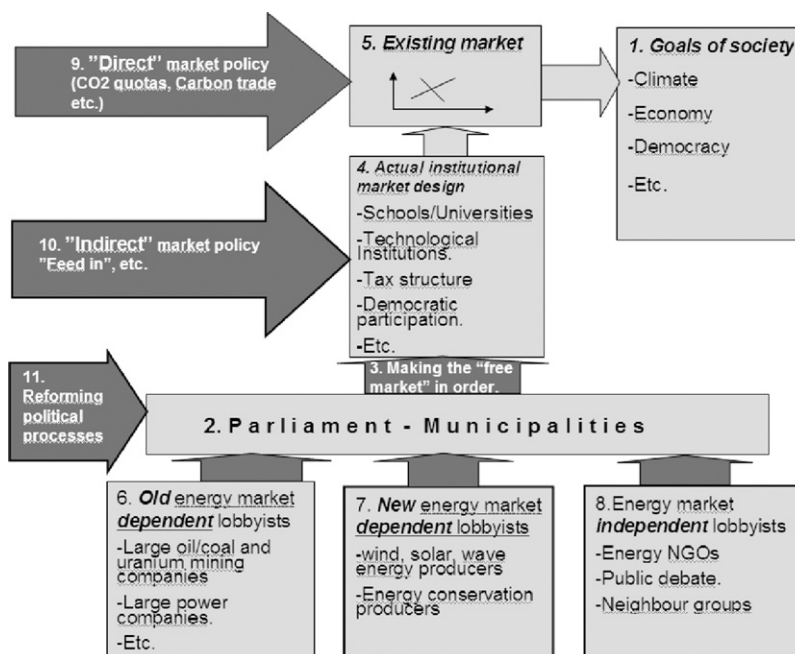 9. ”Direct” market policy
(CO2 quotas, Carbon trade
etc.)
5. Existing market
1. Goals of society
-Climate
-Economy
-Democracy
-Etc.
4. Actual institutional
market design
-Schools/Universities
-Technological
Institutions.
-Tax structure
-Democratic
participation.
-Etc.
10. ”Indirect” market policy
”Feed in”, etc.
3. Making the “free
market” in order.
11.
Reforming
political
processes
2. Parliament - Municipalities
6. Old energy market
dependent lobbyists
-Large oil/coal and
uranium mining
companies
-Large power
companies.
-Etc.
7. New energy market
dependent lobbyists
-wind, solar, wave
energy producers
-Energy conservation
producers
8.Energy market
independent lobbyists
-Energy NGOs
-Public debate.
-Neighbour groups